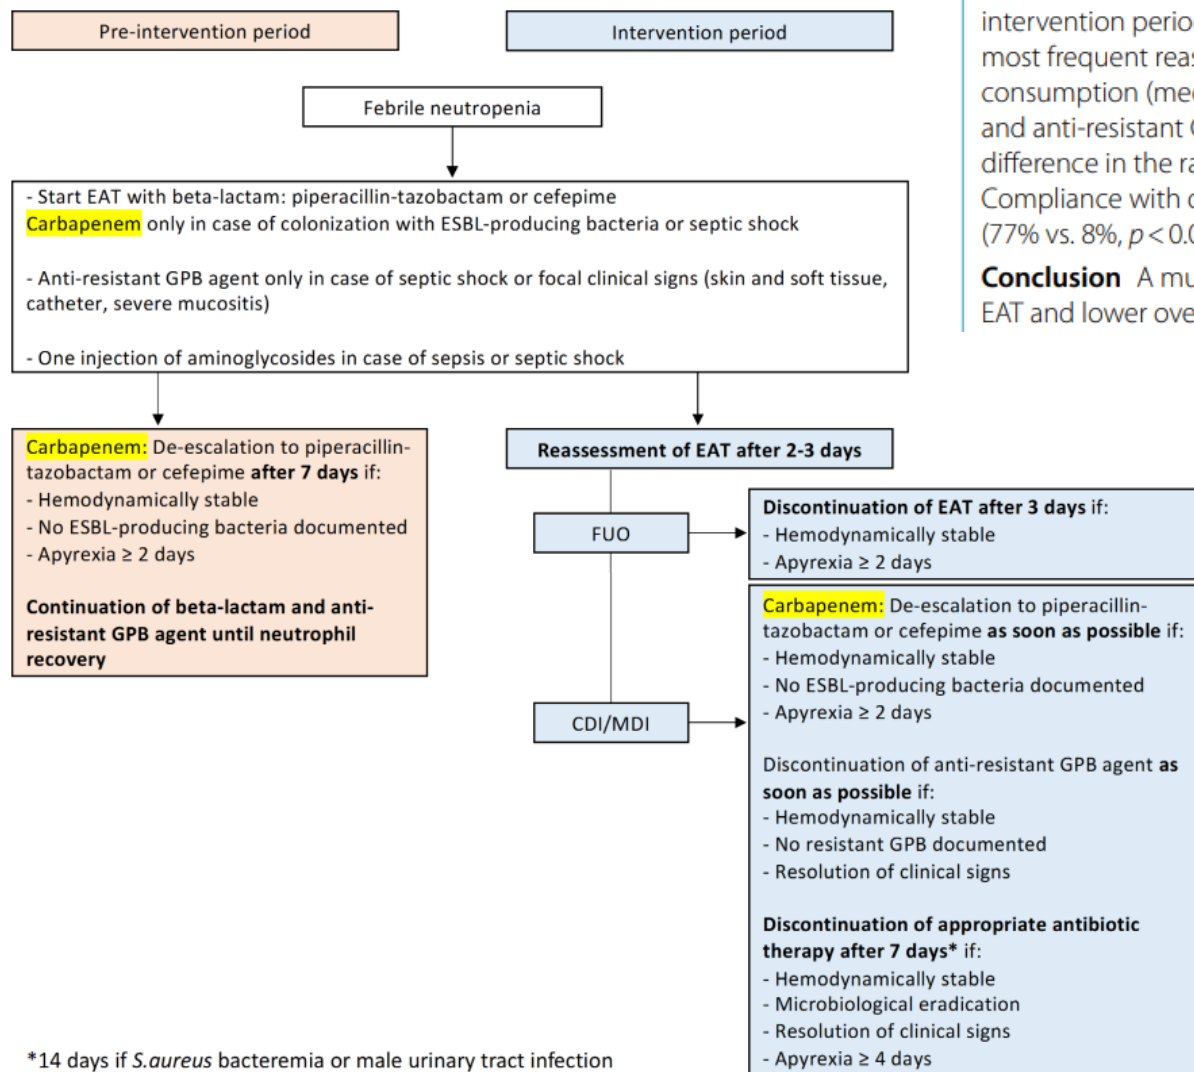 Pre-intervention period
Intervention period
Febrile neutropenia
- Start EAT with beta-lactam: piperacillin-tazobactam or cefepime
Carbapenem only in case of colonization with ESBL-producing bacteria or septic shock
- Anti-resistant GPB agent only in case of septic shock or focal clinical signs (skin and soft tissue,
catheter, severe mucositis)
- One injection of aminoglycosides in case of sepsis or septic shock
Carbapenem: De-escalation to piperacillin-
tazobactam or cefepime after 7 days if:
- Hemodynamically stable
- No ESBL-producing bacteria documented
- Apyrexia ≥ 2 days
Continuation of beta-lactam and anti-
resistant GPB agent until neutrophil
recovery
Reassessment of EAT after 2-3 days
FUO
Discontinuation of EAT after 3 days if:
- Hemodynamically stable
- Apyrexia ≥ 2 days
CDI/MDI
Carbapenem: De-escalation to piperacillin-
tazobactam or cefepime as soon as possible if:
- Hemodynamically stable
- No ESBL-producing bacteria documented
- Apyrexia ≥ 2 days
Discontinuation of anti-resistant GPB agent as
soon as possible if:
- Hemodynamically stable
- No resistant GPB documented
- Resolution of clinical signs
Discontinuation of appropriate antibiotic
therapy after 7 days* if:
- Hemodynamically stable
- Microbiological eradication
- Resolution of clinical signs
- Apyrexia ≥ 4 days
*14 days if S.aureus bacteremia or male urinary tract infection
intervention perio
most frequent reas
consumption (me
and anti-resistant
difference in the ra
Compliance with
(77% vs. 8%, p < 0.0
Conclusion A mu
EAT and lower ove